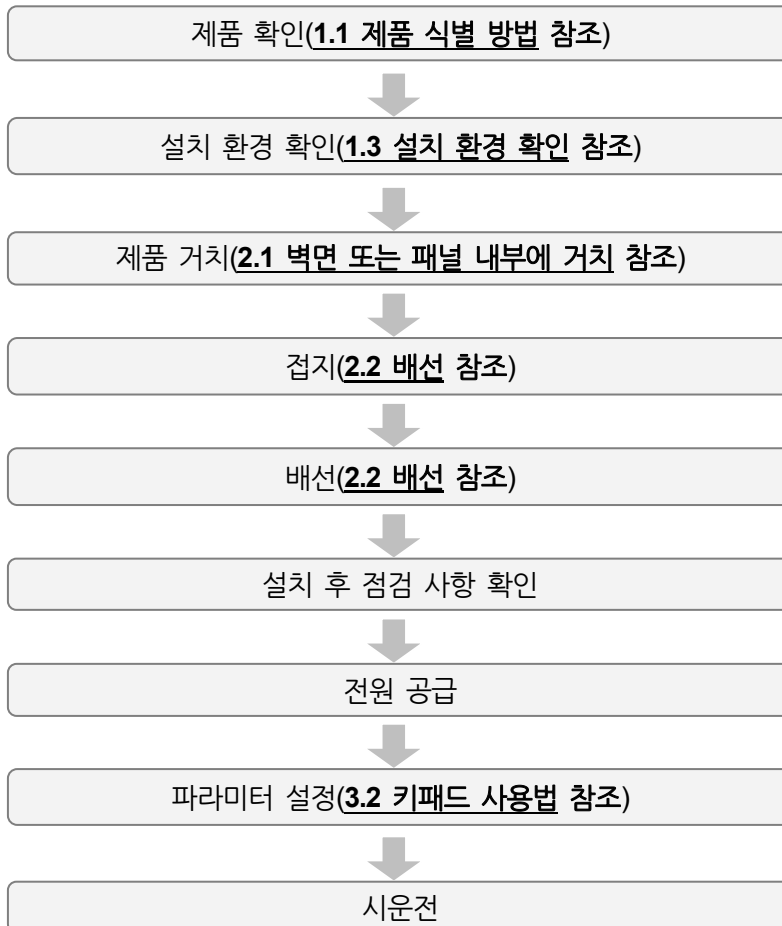 제품 확인(1.1 제품 식별 방법 참조)
설치 환경 확인(1.3 설치 환경 확인 참조)
제품 거치(2.1 벽면 또는 패널 내부에 거치 참조)
접지(2.2 배선 참조)
배선(2.2 배선 참조)
설치 후 점검 사항 확인
전원 공급
파라미터 설정(3.2 키패드 사용법 참조)
시운전